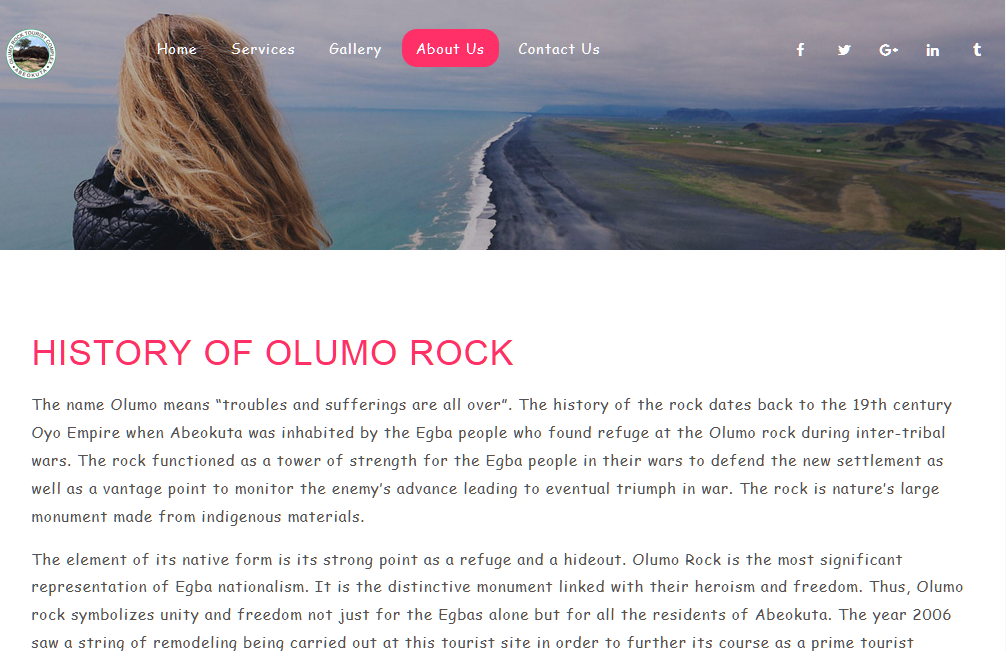 OLUMO ROCK TOURIST COMPLEX
ABEOKUTA
Home Services Gallery About Us Contact Us
HISTORY OF OLUMO ROCK
The name Olumo means “troubles and sufferings are all over”. The history of the rock dates back to the 19th century
Oyo Empire when Abeokuta was inhabited by the Egba people who found refuge at the Olumo rock during inter-tribal
wars. The rock functioned as a tower of strength for the Egba people in their wars to defend the new settlement as
well as a vantage point to monitor the enemy’s advance leading to eventual triumph in war. The rock is nature’s large
monument made from indigenous materials.
The element of its native form is its strong point as a refuge and a hideout. Olumo Rock is the most significant
representation of Egba nationalism. It is the distinctive monument linked with their heroism and freedom. Thus, Olumo
rock symbolizes unity and freedom not just for the Egbas alone but for all the residents of Abeokuta. The year 2006
saw a string of remodeling being carried out at this tourist site in order to further its course as a prime tourist